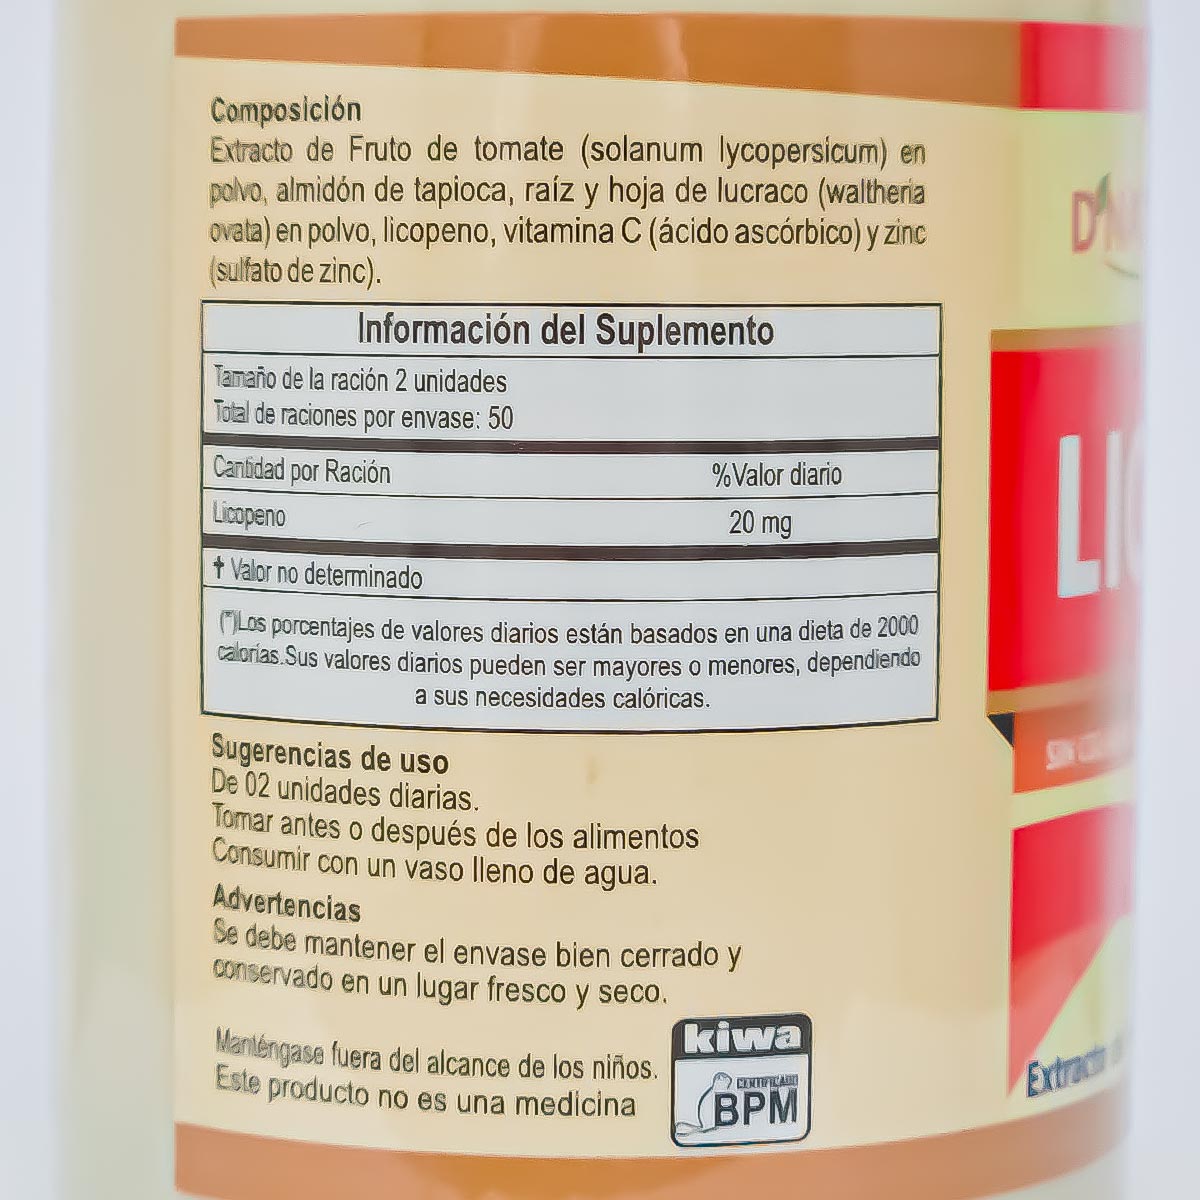 Composición
Extracto de Fruto de tomate (solanum lycopersicum) en
polvo, almidón de tapioca, raíz y hoja de lucraco (waltheria
ovata) en polvo, licopeno, vitamina C (ácido ascórbico) y zinc
(sulfato de zinc).
Información del Suplemento
Tamaño de la ración 2 unidades
Total de raciones por envase: 50
Cantidad por Ración %Valor diario
Licopeno 20 mg
† Valor no determinado
(*)Los porcentajes de valores diarios están basados en una dieta de 2000
calorías.Sus valores diarios pueden ser mayores o menores, dependiendo
a sus necesidades calóricas.
Sugerencias de uso
De 02 unidades diarias.
Tomar antes o después de los alimentos
Consumir con un vaso lleno de agua.
Advertencias
Se debe mantener el envase bien cerrado y
conservado en un lugar fresco y seco.
Manténgase fuera del alcance de los niños.
Este producto no es una medicina
kiwa
CERTIFICADO
BPM
D'N
LIC
SIN
Extracto